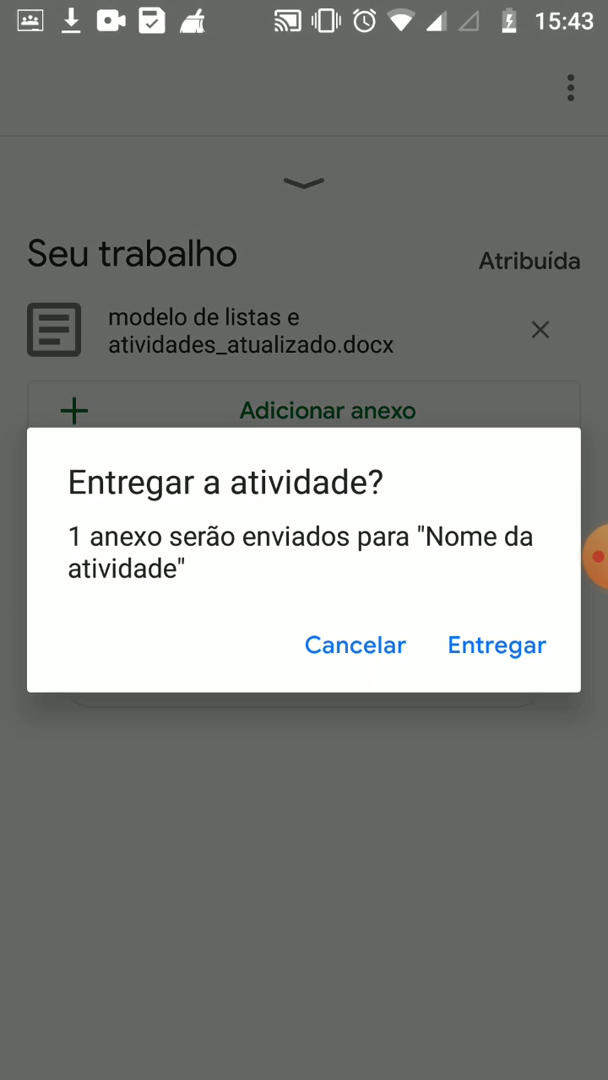 15:43
Seu trabalho
Atribuída
modelo de listas e
atividades_atualizado.docx
Adicionar anexo
Entregar a atividade?
1 anexo serão enviados para "Nome da
atividade"
Cancelar Entregar